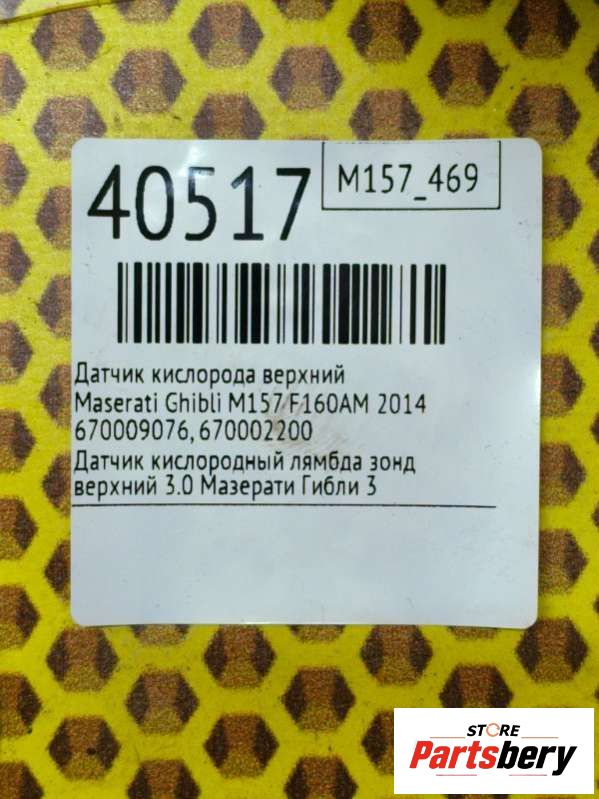 40517
M157_469
Датчик кислорода верхний
Maserati Ghibli M157 F160AM 2014
670009076, 670002200
Датчик кислородный лямбда зонд
верхний 3.0 Мазерати Гибли 3
STORE
Partsbery